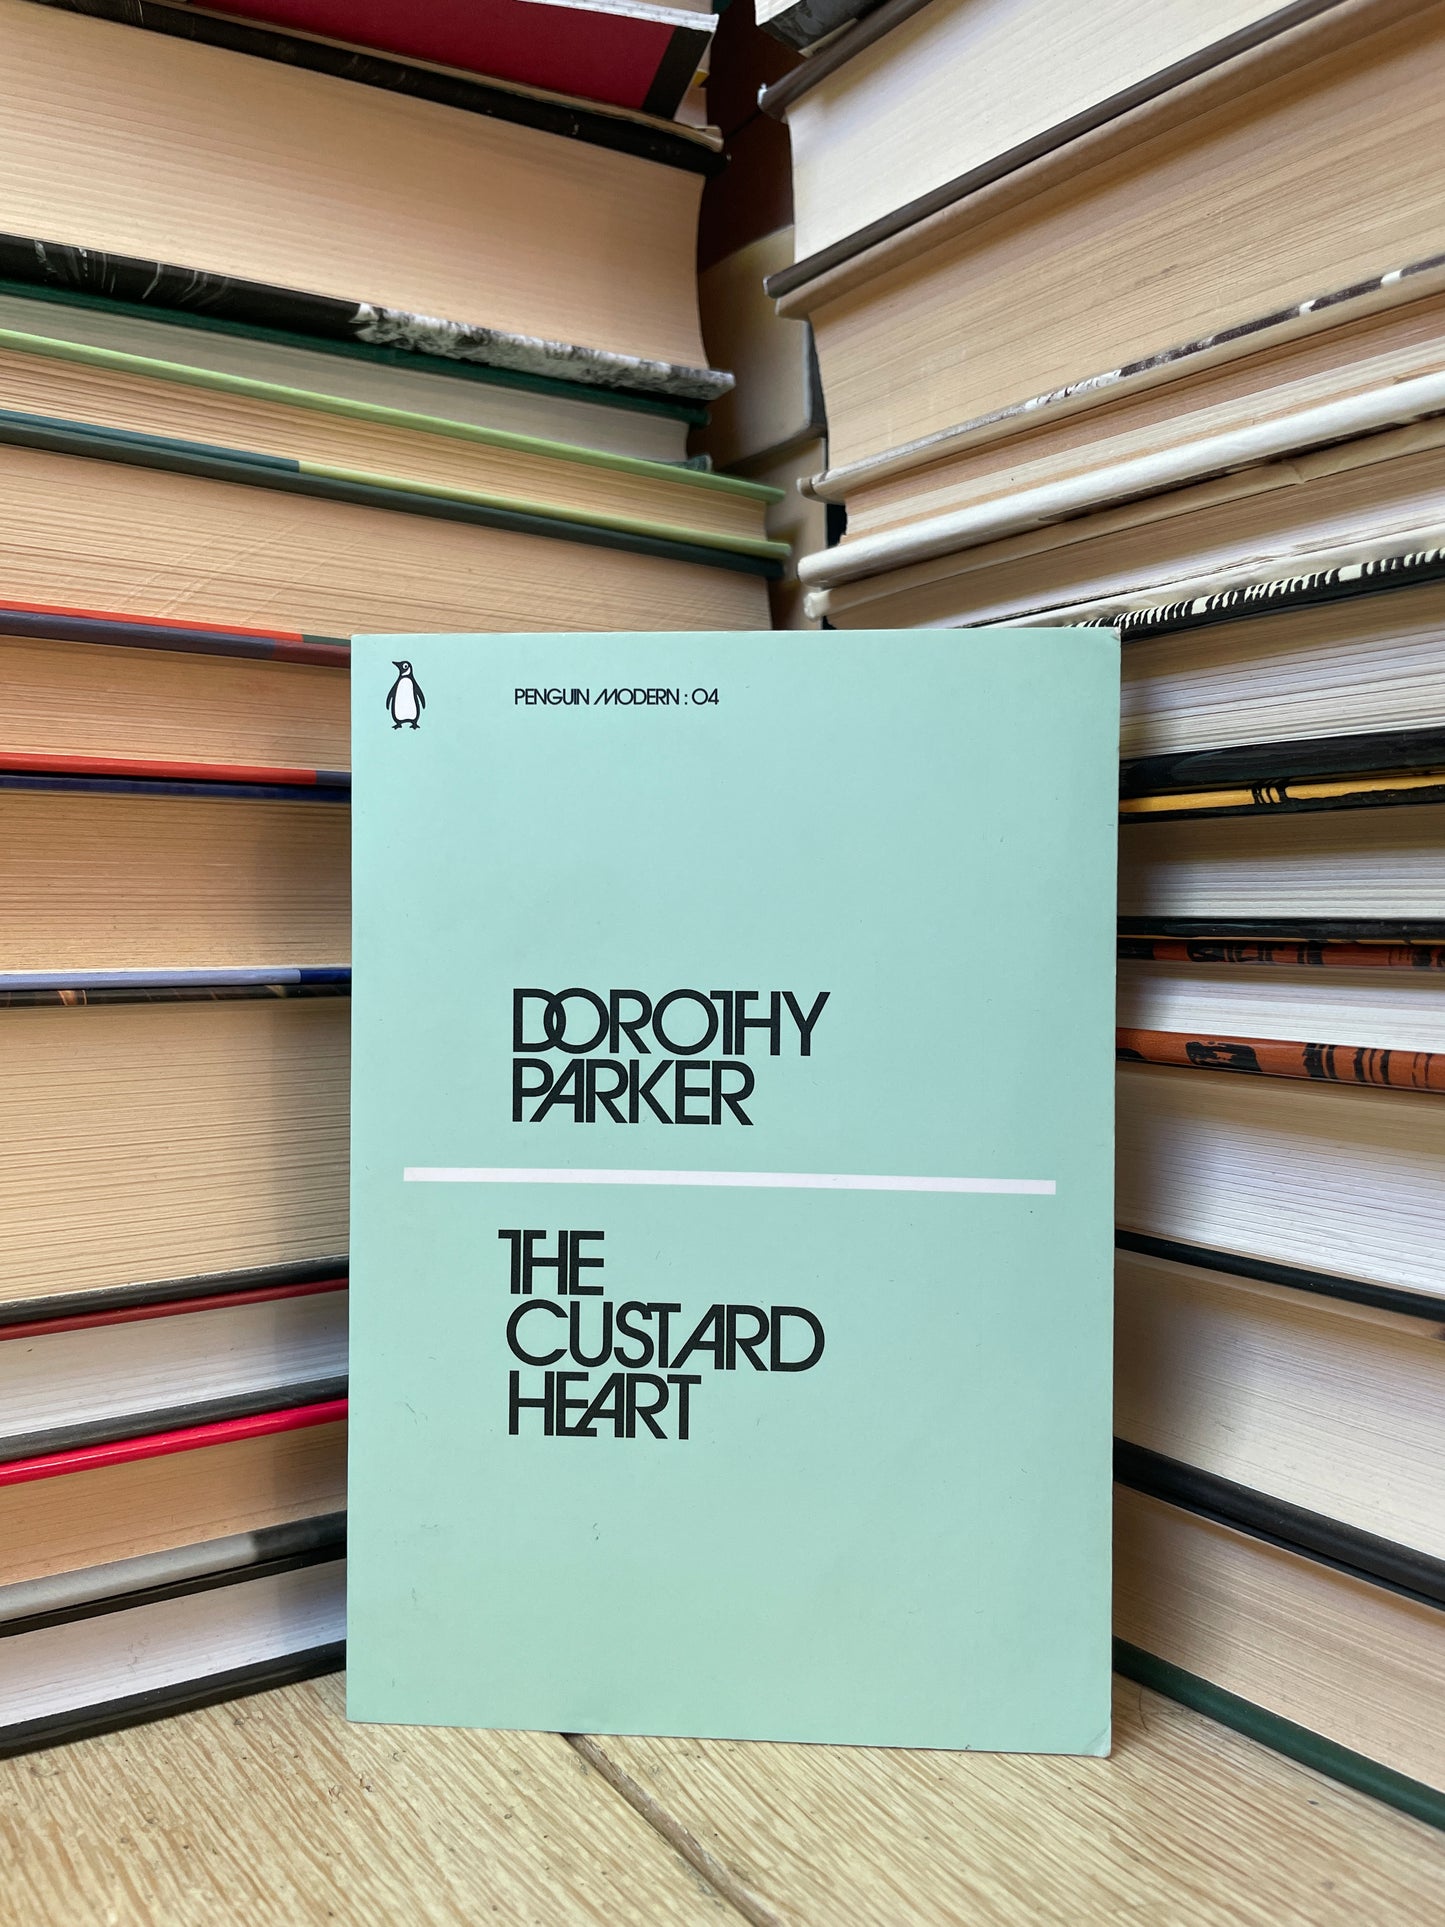 PENGUIN MODERN : 04
DOROTHY
PARKER
THE
CUSTARD
HEART